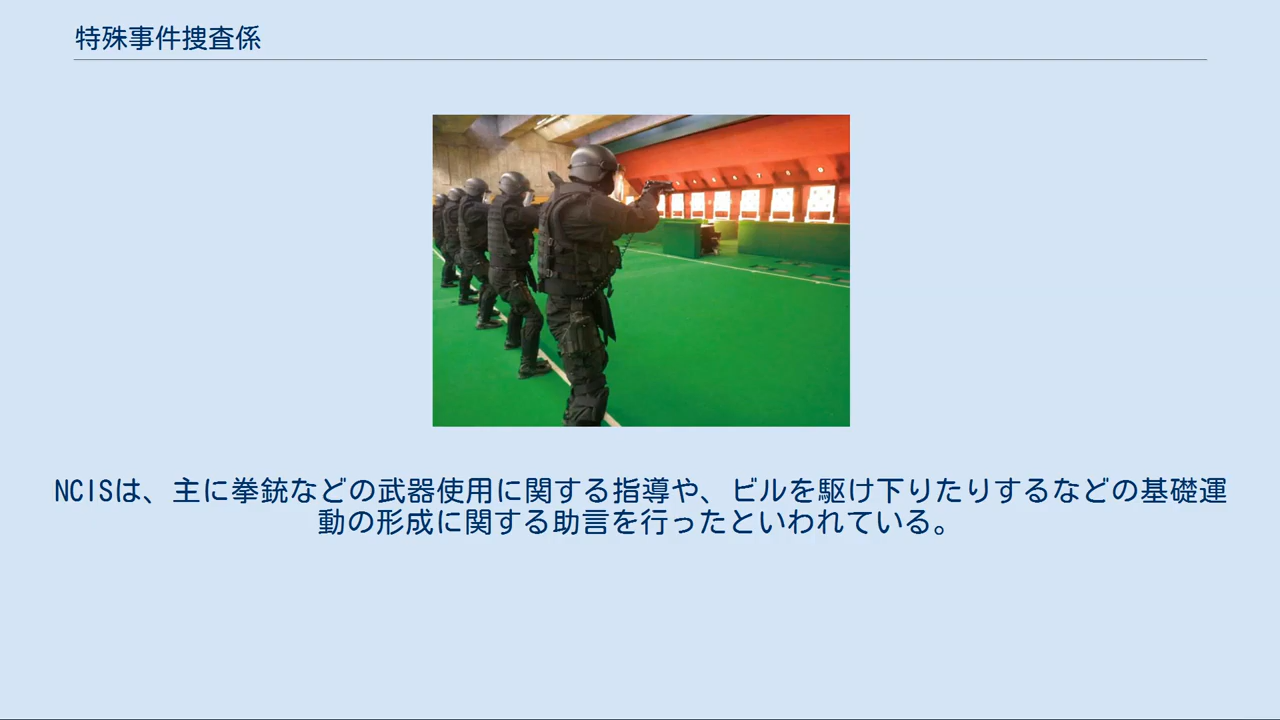 特殊事件捜査係
NCISは、主に拳銃などの武器使用に関する指導や、ビルを駆け下りたりするなどの基礎運
動の形成に関する助言を行ったといわれている。